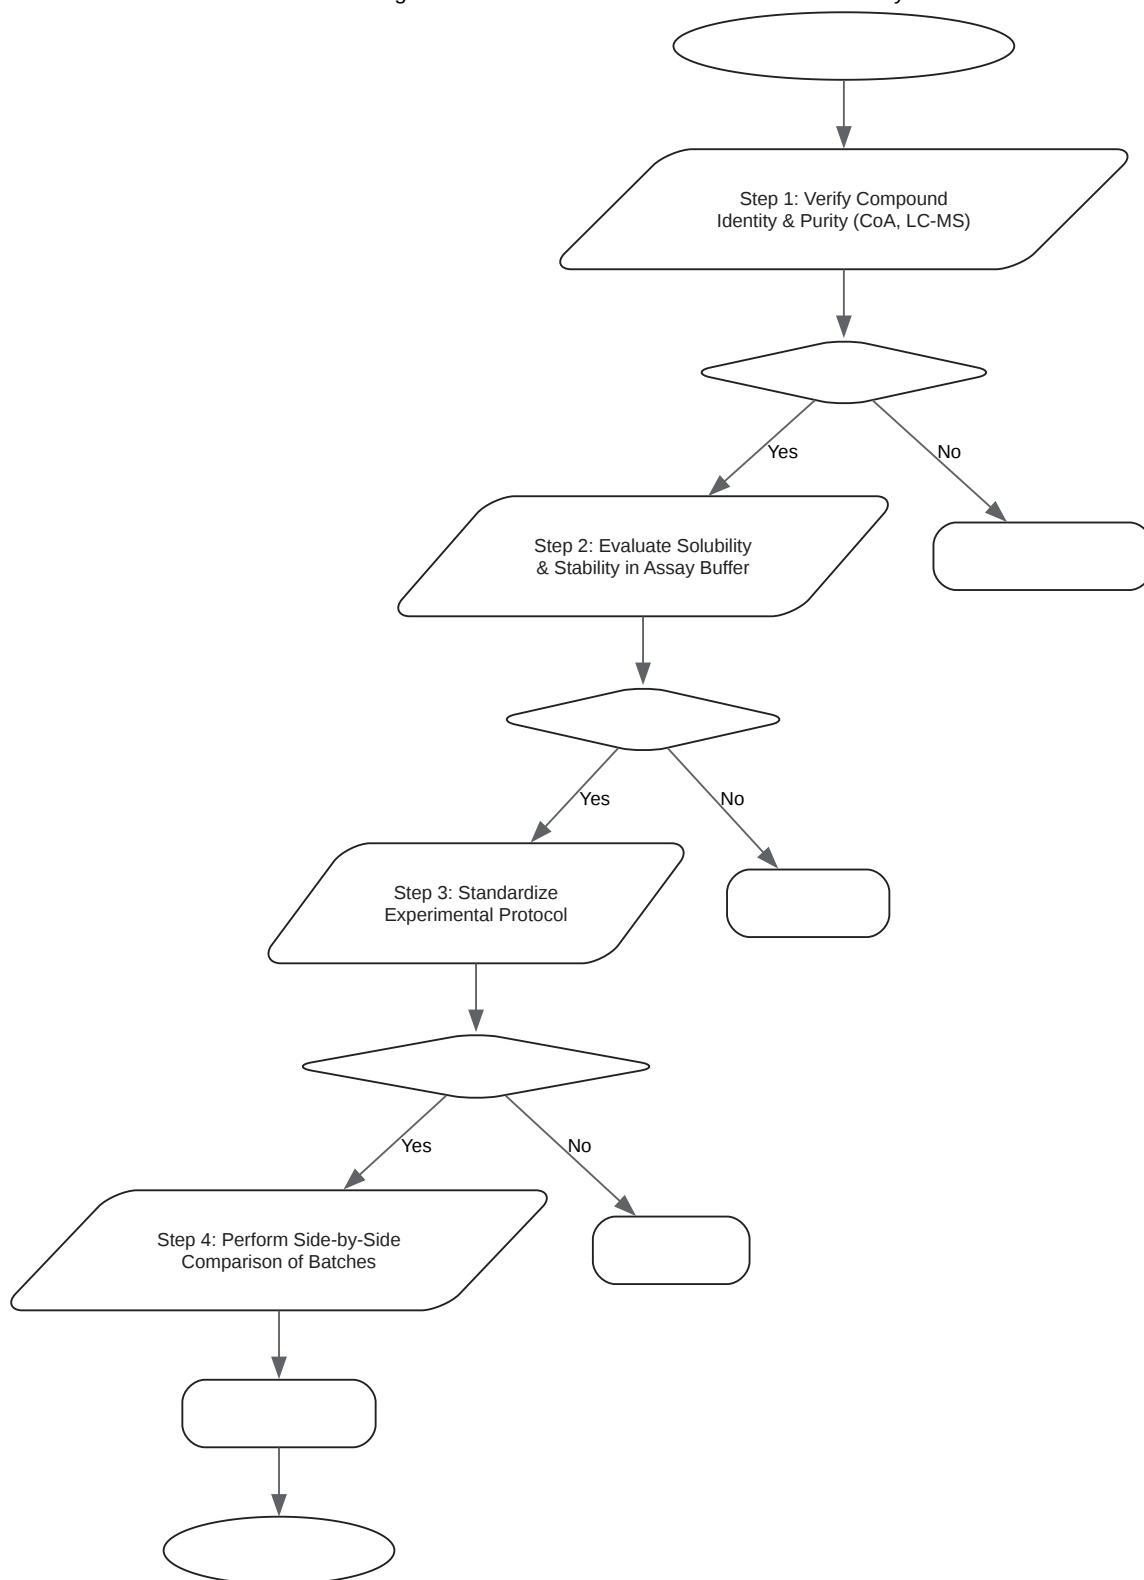 Step 1: Verify Compound
Identity & Purity (CoA, LC-MS)
Yes
No
Step 2: Evaluate Solubility
& Stability in Assay Buffer
Yes
No
Step 3: Standardize
Experimental Protocol
Yes
No
Step 4: Perform Side-by-Side
Comparison of Batches